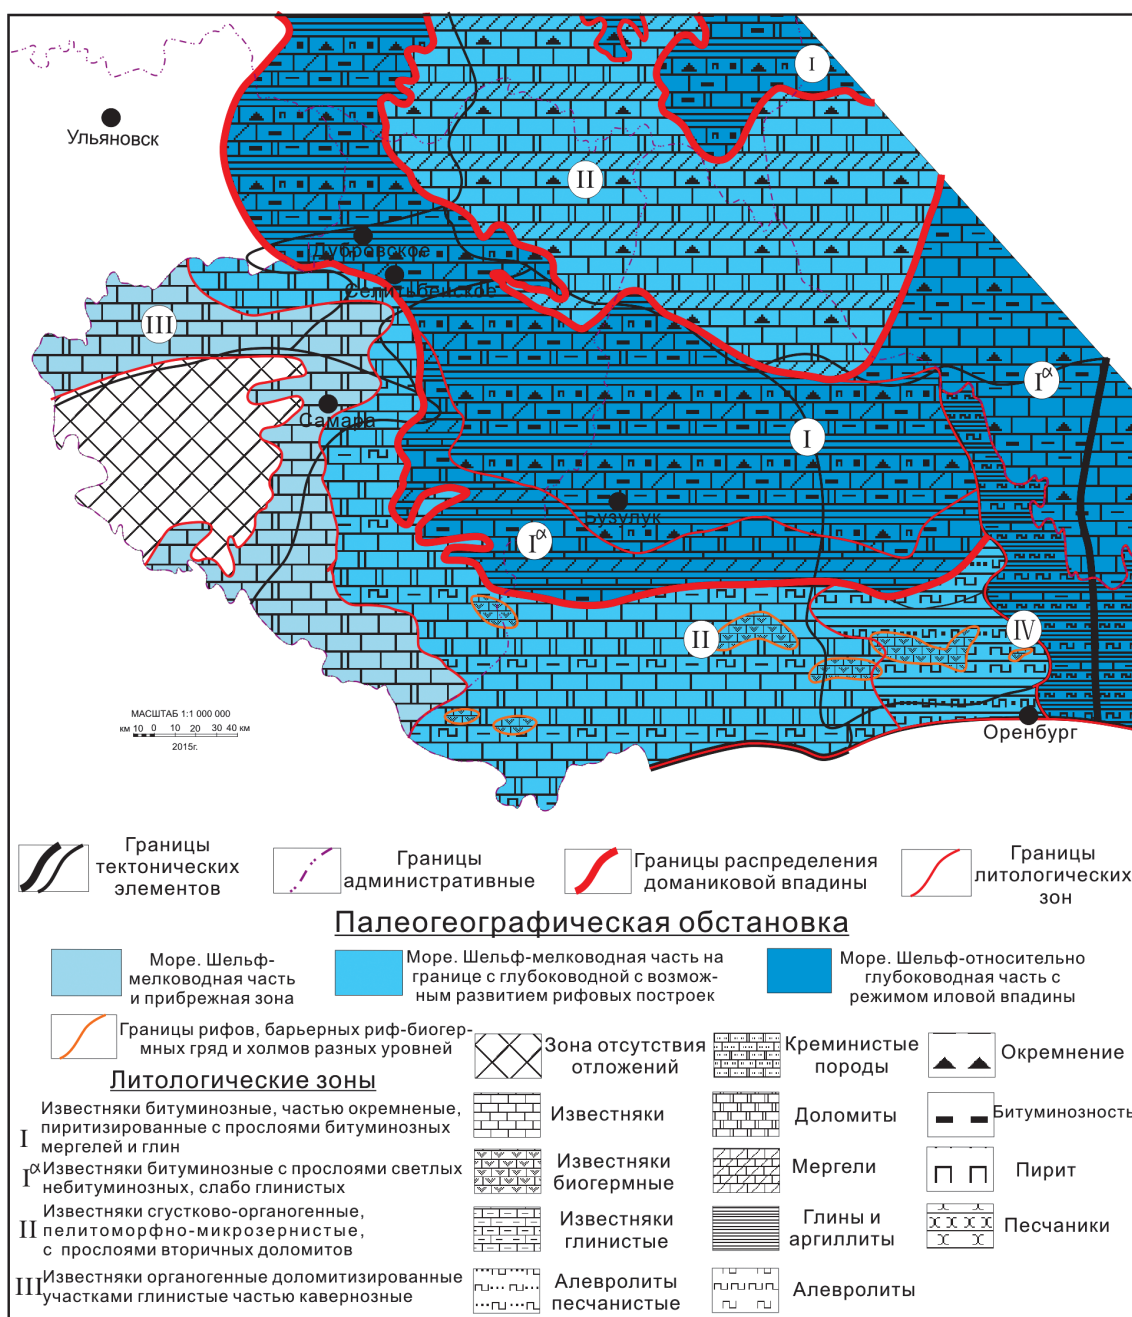 I
Ульяновск
II
Дубровское
Селитьбенское
III
Iα
Самара
I
Бузулук
Iα
II
IV
МАСШТАБ 1:1 000 000
км 10 0 10 20 30 40 км
2015г.
Оренбург
Границы
тектонических
элементов
Границы
административные
Границы распределения
доманиковой впадины
Границы
литологических
зон
Палеогеографическая обстановка
Море. Шельф-
мелководная часть
и прибрежная зона
Море. Шельф-мелководная часть на
границе с глубоководной с возмож-
ным развитием рифовых построек
Море. Шельф-относительно
глубоководная часть с
режимом иловой впадины
Границы рифов, барьерных риф-биогер-
мных гряд и холмов разных уровней
Зона отсутствия
отложений
Креминистые
породы
Окремнение
Литологические зоны
I Известняки битуминозные, частью окремненые,
пиритизированные с прослоями битуминозных
мергелей и глин
Iα Известняки битуминозные с прослоями светлых
небитуминозных, слабо глинистых
II Известняки сгустково-органогенные,
пелитоморфно-микрозернистые,
с прослоями вторичных доломитов
III Известняки органогенные доломитизированные
участками глинистые частью кавернозные
Известняки
Доломиты
Битуминозность
Известняки
биогермные
Мергели
Пирит
Известняки
глинистые
Глины и
аргиллиты
Песчаники
Алевролиты
песчанистые
Алевролиты